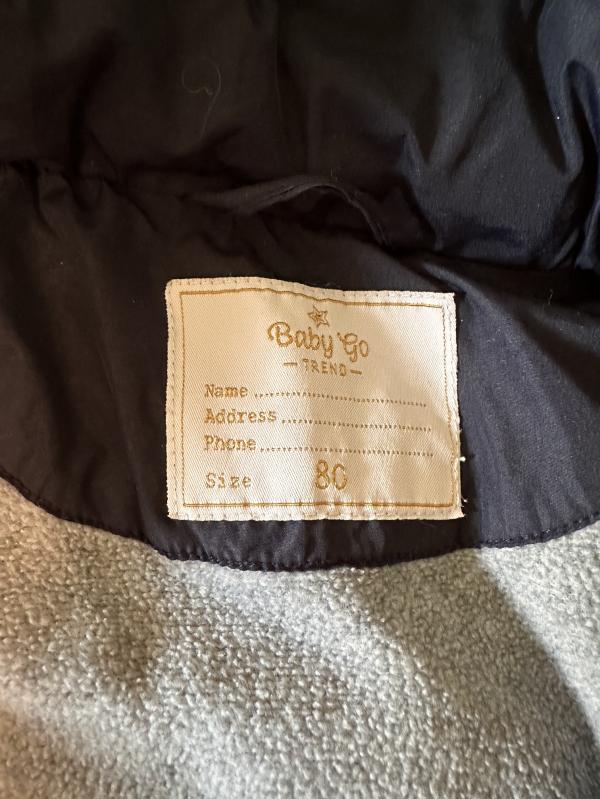 Baby Go
— TREND —
Name ....................................
Address ..............................
Phone ...................................
Size 80